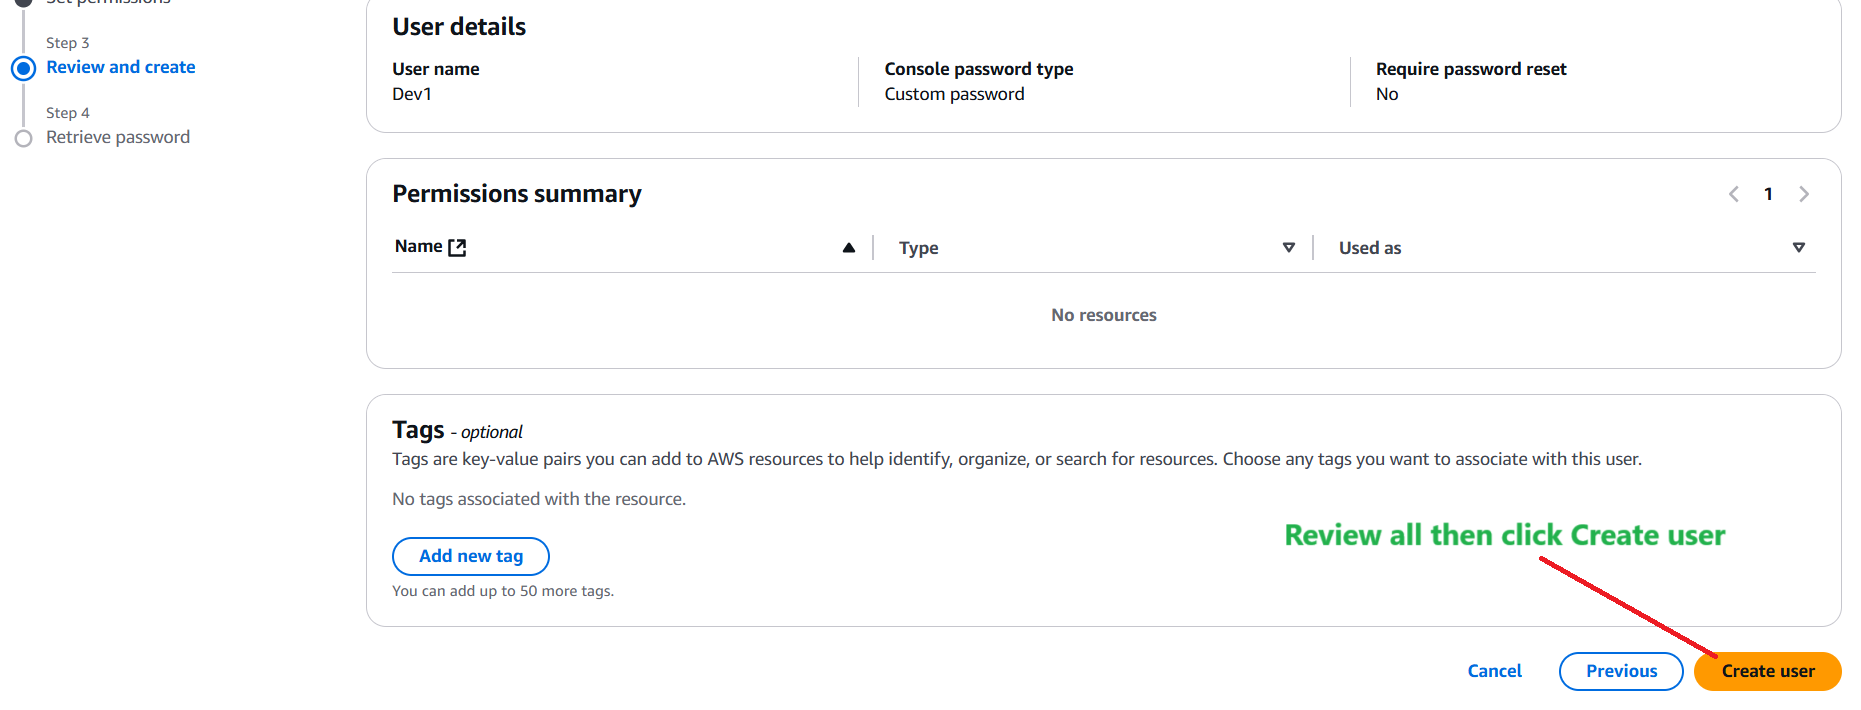 Set permissions
Step 3
Review and create
Step 4
Retrieve password
User details
User name
Dev1
Console password type
Custom password
Require password reset
No
Permissions summary
1
Name
Type
Used as
No resources
Tags - optional
Tags are key-value pairs you can add to AWS resources to help identify, organize, or search for resources. Choose any tags you want to associate with this user.
No tags associated with the resource.
Add new tag
You can add up to 50 more tags.
Review all then click Create user
Cancel
Previous
Create user